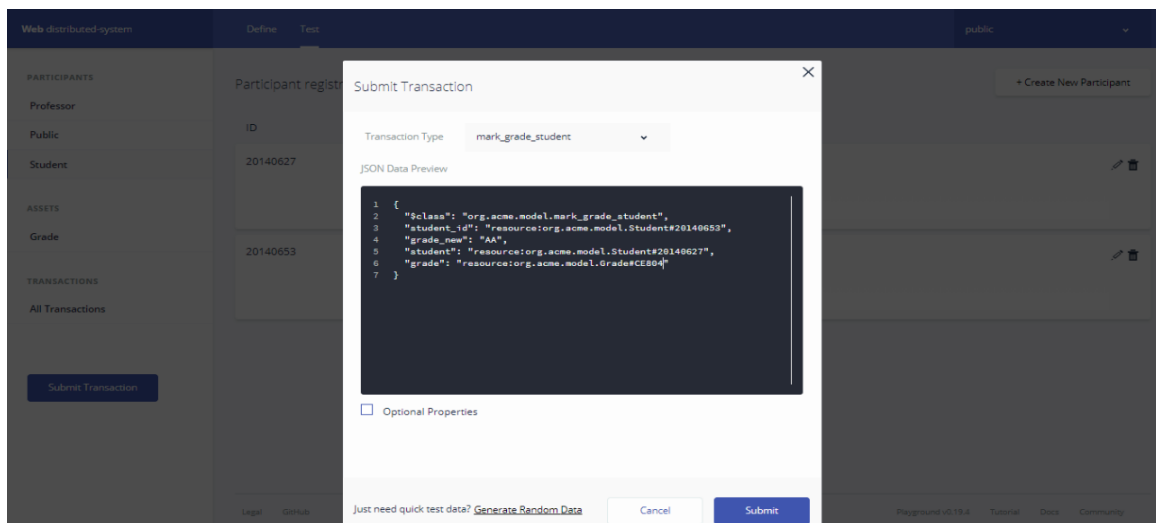 Web distributed-system
Define Test
public
PARTICIPANTS
Professor
Public
Student
ASSETS
Grade
TRANSACTIONS
All Transactions
Submit Transaction
Participant registr
+ Create New Participant
ID
20140627
20140653
Submit Transaction
Transaction Type mark_grade_student
JSON Data Preview
1 {
2 "$class": "org.acme.model.mark_grade_student",
3 "student_id": "resource:org.acme.model.Student#20140653",
4 "grade_new": "AA",
5 "student": "resource:org.acme.model.Student#20140627",
6 "grade": "resource:org.acme.model.Grade#CE804"
7 }
Optional Properties
Just need quick test data? Generate Random Data
Cancel
Submit
Legal GitHub
Playground v0.19.4 Tutorial Docs Community